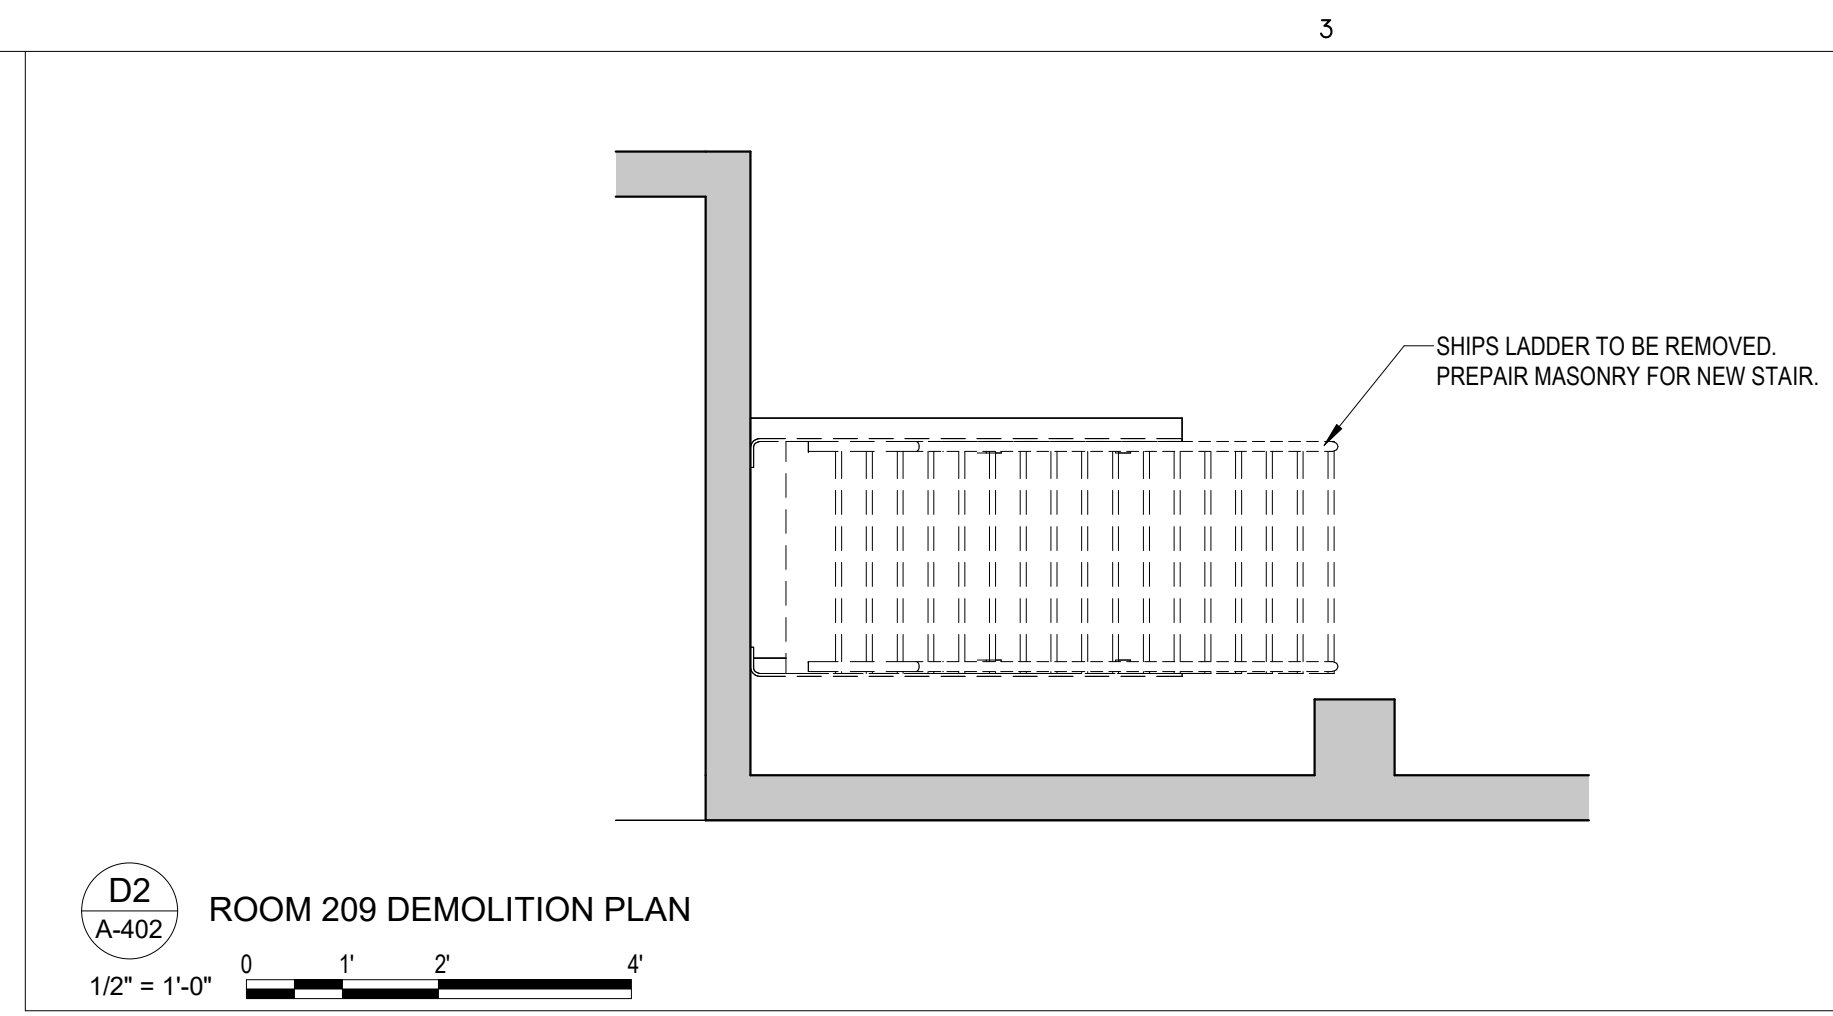 3
SHIPS LADDER TO BE REMOVED.
PREPAIR MASONRY FOR NEW STAIR.
D2
A-402
ROOM 209 DEMOLITION PLAN
1/2" = 1'-0"
0 1' 2' 4'